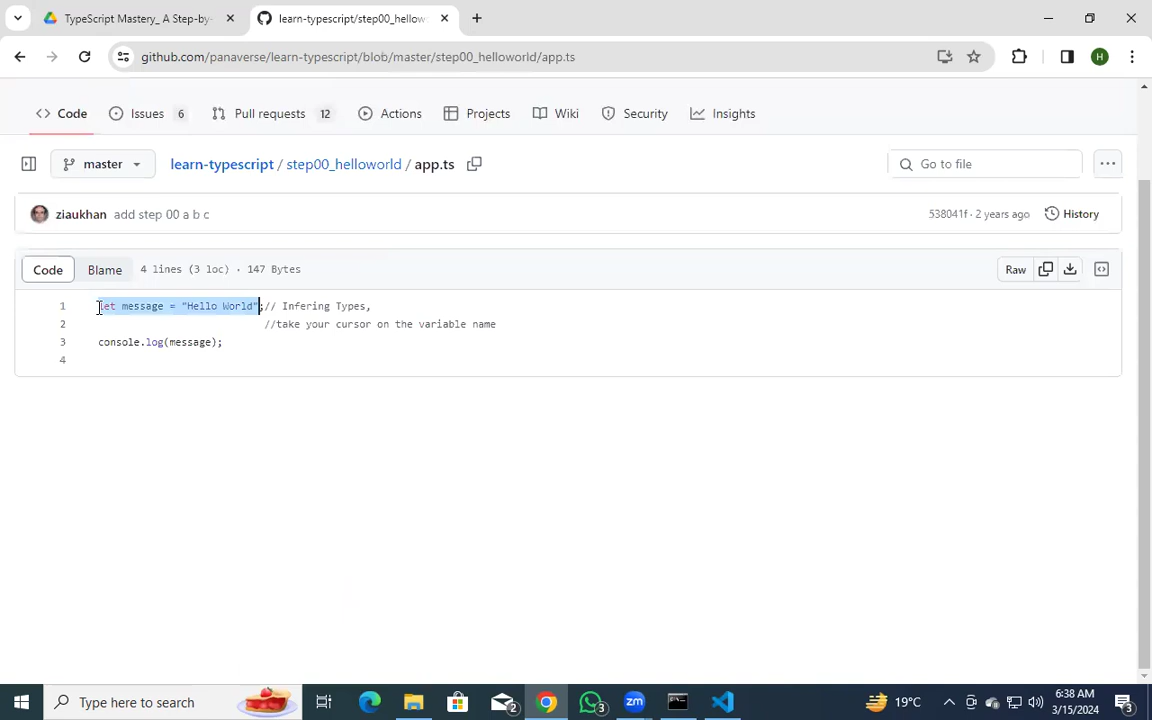 TypeScript Mastery_ A Step-by-
learn-typescript/step00_hellow
github.com/panaverse/learn-typescript/blob/master/step00_helloworld/app.ts
H
Code
Issues 6
Pull requests 12
Actions
Projects
Wiki
Security
Insights
master
learn-typescript / step00_helloworld / app.ts
Go to file
ziaukhan add step 00 a b c
538041f · 2 years ago
History
Code
Blame
4 lines (3 loc) · 147 Bytes
Raw
1 let message = "Hello World";// Infering Types,
2 //take your cursor on the variable name
3 console.log(message);
4
Type here to search
2
3
zm
19°C
6:38 AM
3/15/2024
3